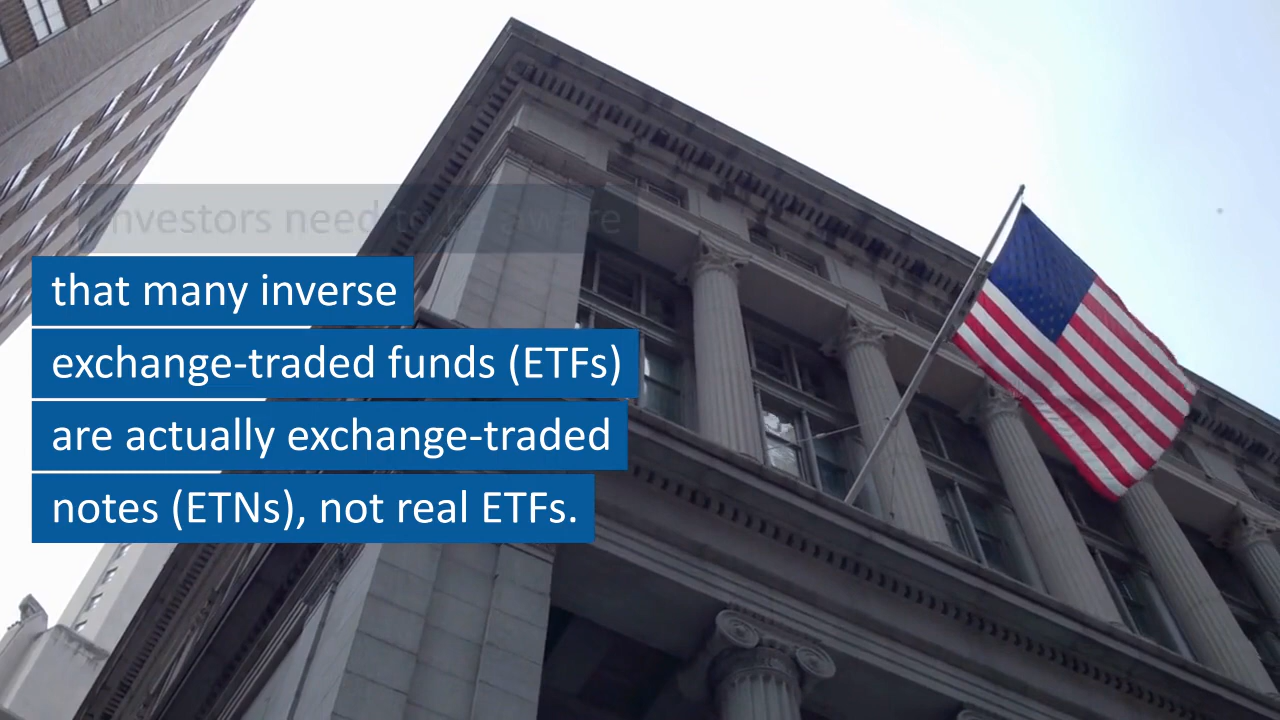 Investors need to be aware
that many inverse
exchange-traded funds (ETFs)
are actually exchange-traded
notes (ETNs), not real ETFs.